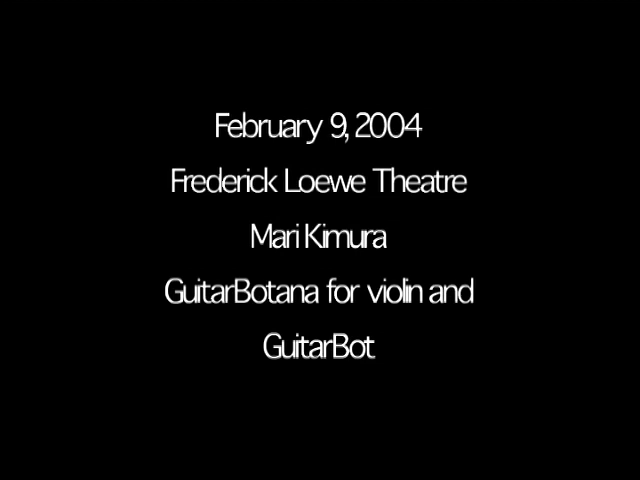 February 9, 2004
Frederick Loewe Theatre
Mari Kimura
GuitarBotana for violin and
GuitarBot